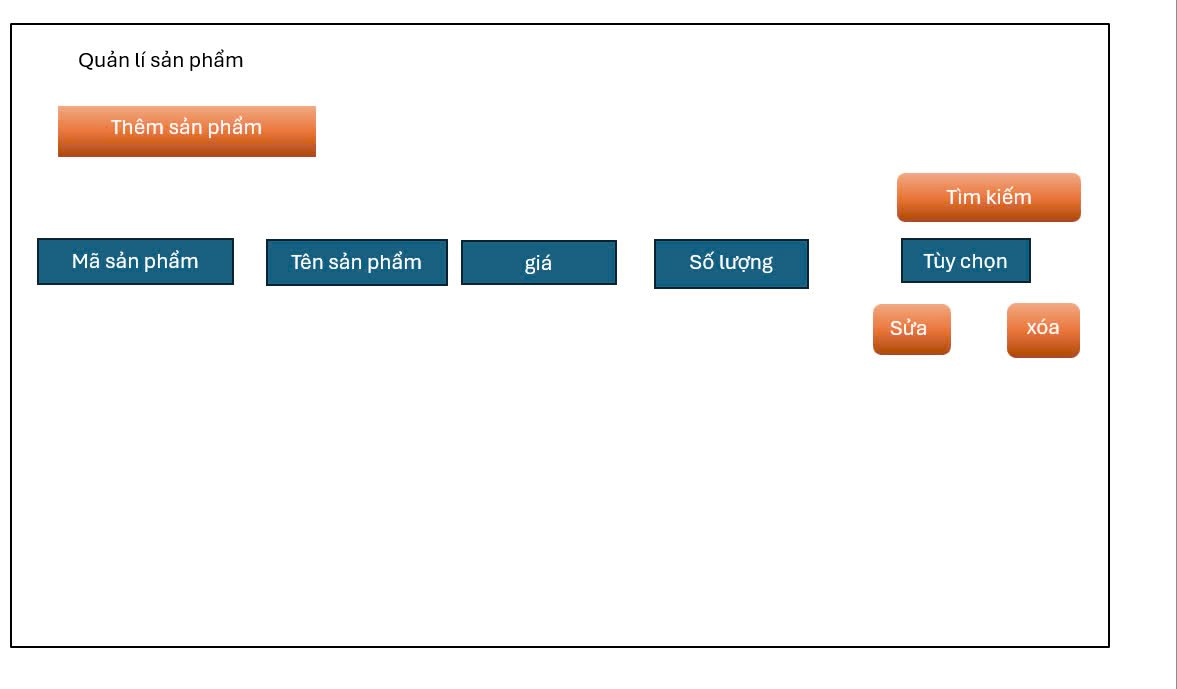 Quản lí sản phẩm
Thêm sản phẩm
Tìm kiếm
Mã sản phẩm
Tên sản phẩm
giá
Số lượng
Tùy chọn
Sửa
xóa